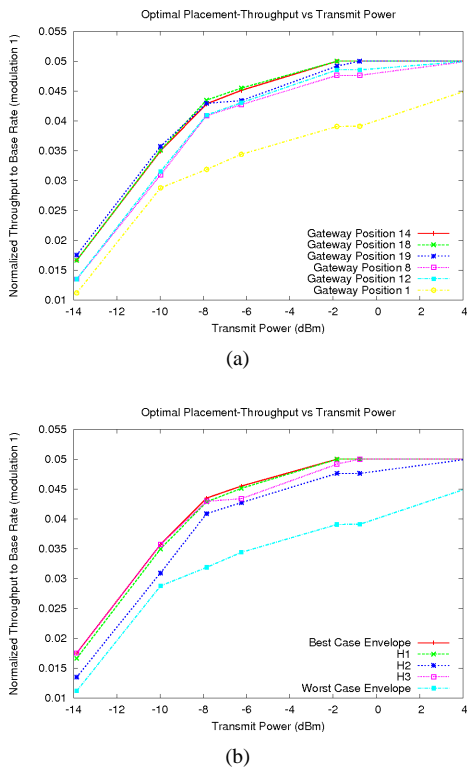 Optimal Placement-Throughput vs Transmit Power
Normalized Throughput to Base Rate (modulation 1)
0.055
0.05
0.045
0.04
0.035
0.03
0.025
0.02
0.015
0.01
Gateway Position 14
Gateway Position 18
Gateway Position 19
Gateway Position 8
Gateway Position 12
Gateway Position 1
-14 -12 -10 -8 -6 -4 -2 0 2 4
Transmit Power (dBm)
(a)
Optimal Placement-Throughput vs Transmit Power
Normalized Throughput to Base Rate (modulation 1)
0.055
0.05
0.045
0.04
0.035
0.03
0.025
0.02
0.015
0.01
Best Case Envelope
H1
H2
H3
Worst Case Envelope
-14 -12 -10 -8 -6 -4 -2 0 2 4
Transmit Power (dBm)
(b)